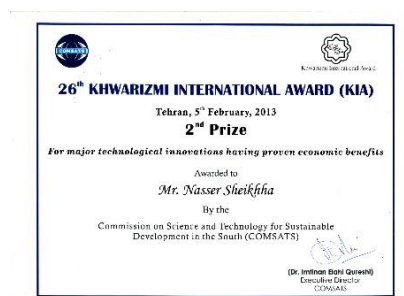 COMSATS
Khwarizmi International Award
26th KHWARIZMI INTERNATIONAL AWARD (KIA)
Tehran, 5th February, 2013
2nd Prize
For major technological innovations having proven economic benefits
Awarded to
Mr. Nasser Sheikhha
By the
Commission on Science and Technology for Sustainable
Development in the South (COMSATS)
(Dr. Imtinan Elahi Qureshi)
Executive Director
COMSATS